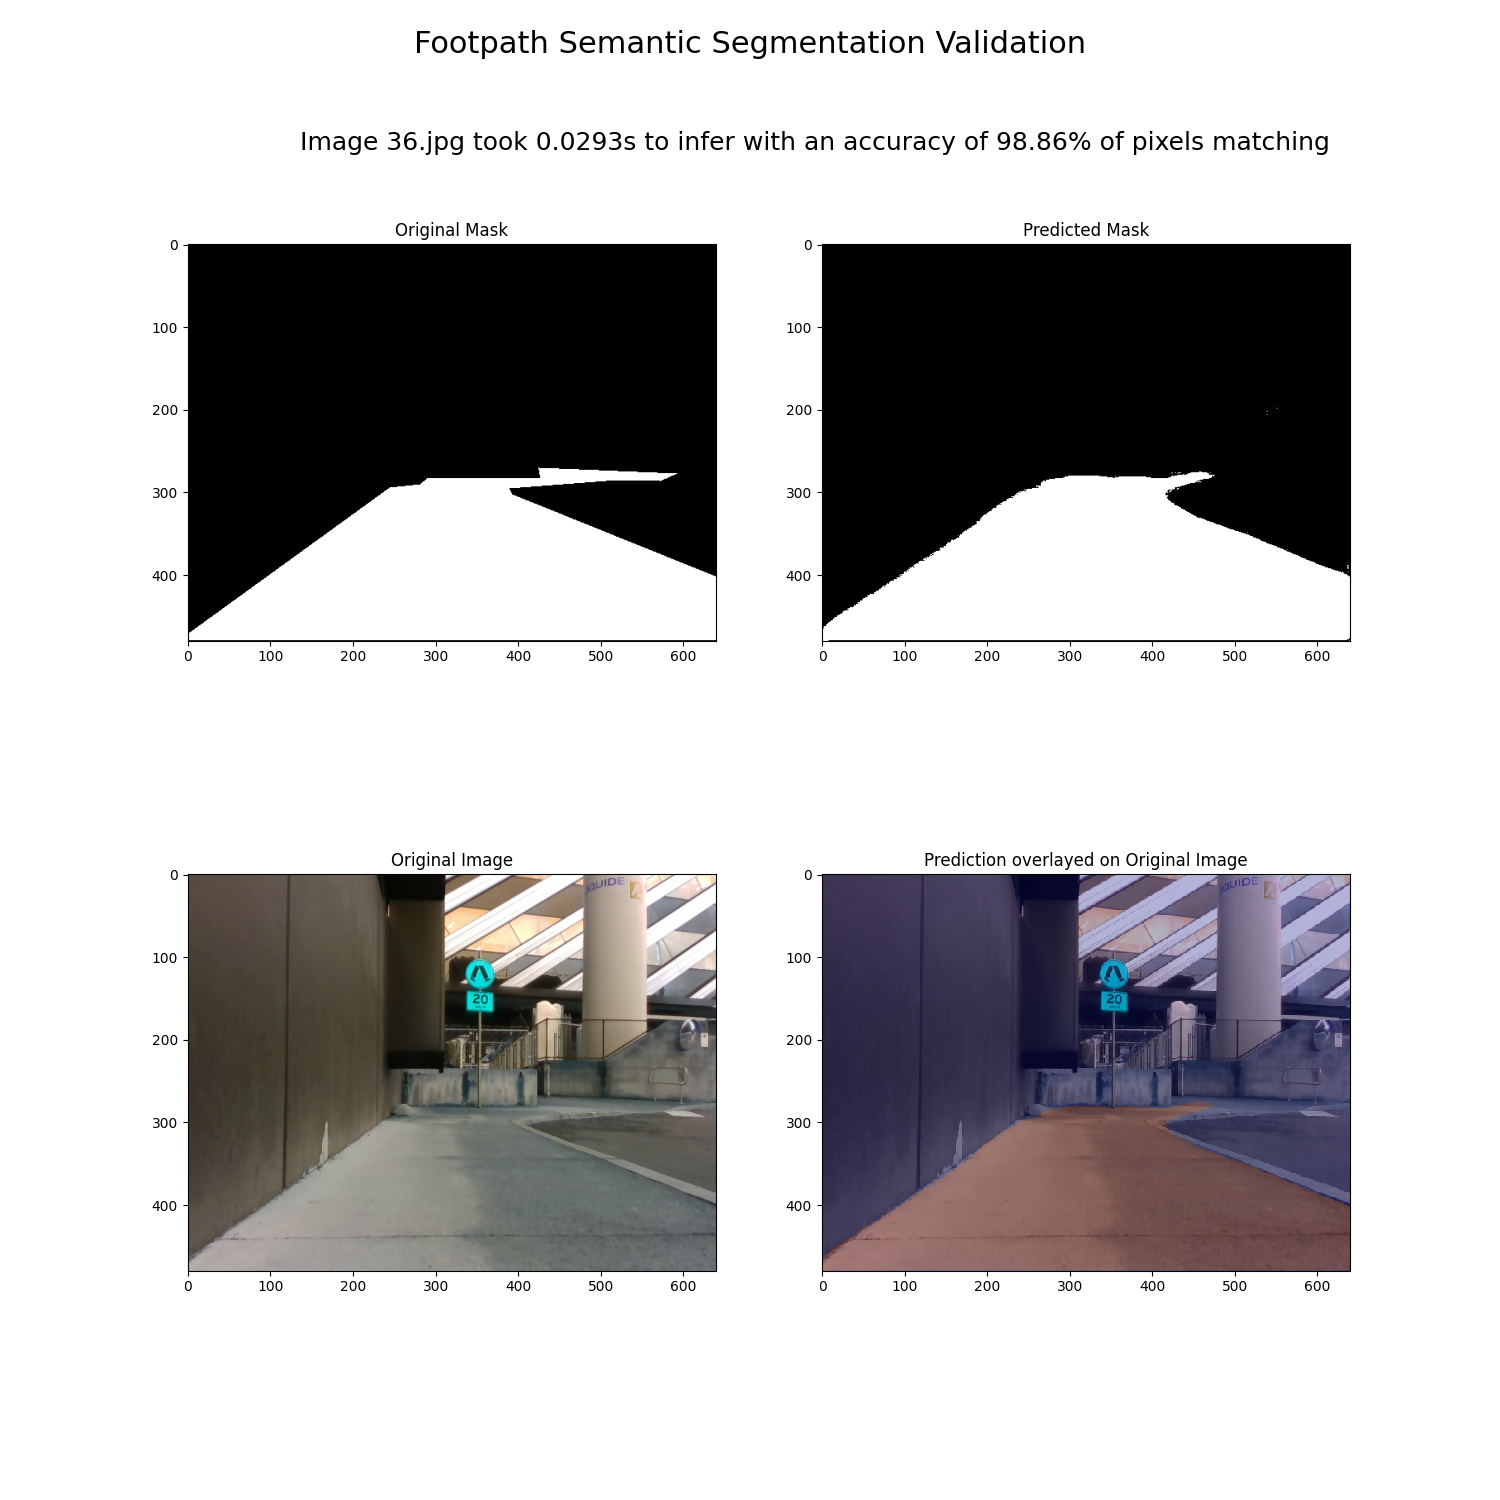 Footpath Semantic Segmentation Validation
Image 36.jpg took 0.0293s to infer with an accuracy of 98.86% of pixels matching
Original Mask
Predicted Mask
0
100
200
300
400
0 100 200 300 400 500 600
0
100
200
300
400
0 100 200 300 400 500 600
Original Image
Prediction overlayed on Original Image
0
100
200
300
400
QUIDE
20
0 100 200 300 400 500 600
0
100
200
300
400
QUIDE
20
0 100 200 300 400 500 600